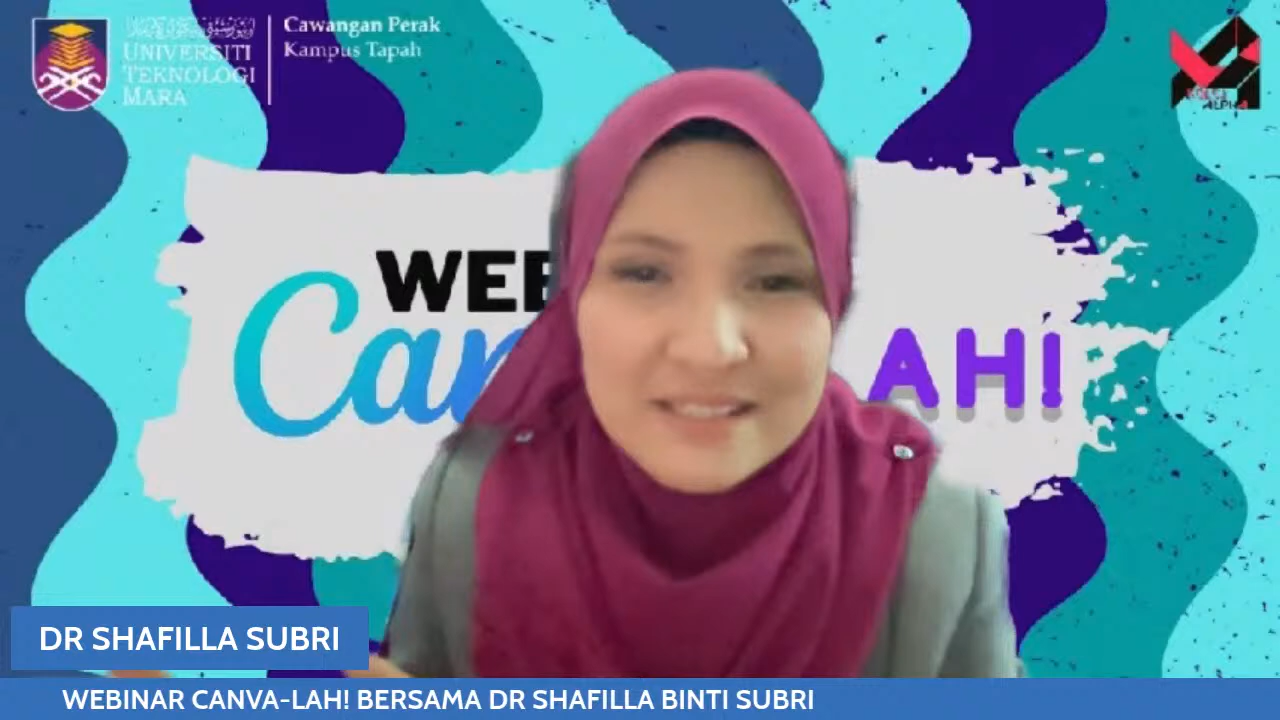 UNIVERSITI
TEKNOLOGI
MARA
Cawangan Perak
Kampus Tapah
ALPHA
WEB
Can
AH!
DR SHAFILLA SUBRI
WEBINAR CANVA-LAH! BERSAMA DR SHAFILLA BINTI SUBRI